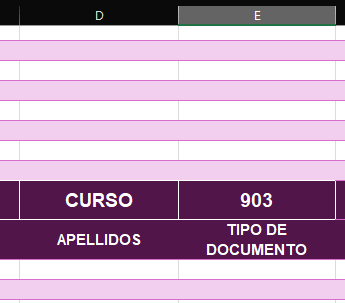 D E
CURSO 903
APELLIDOS
TIPO DE
DOCUMENTO